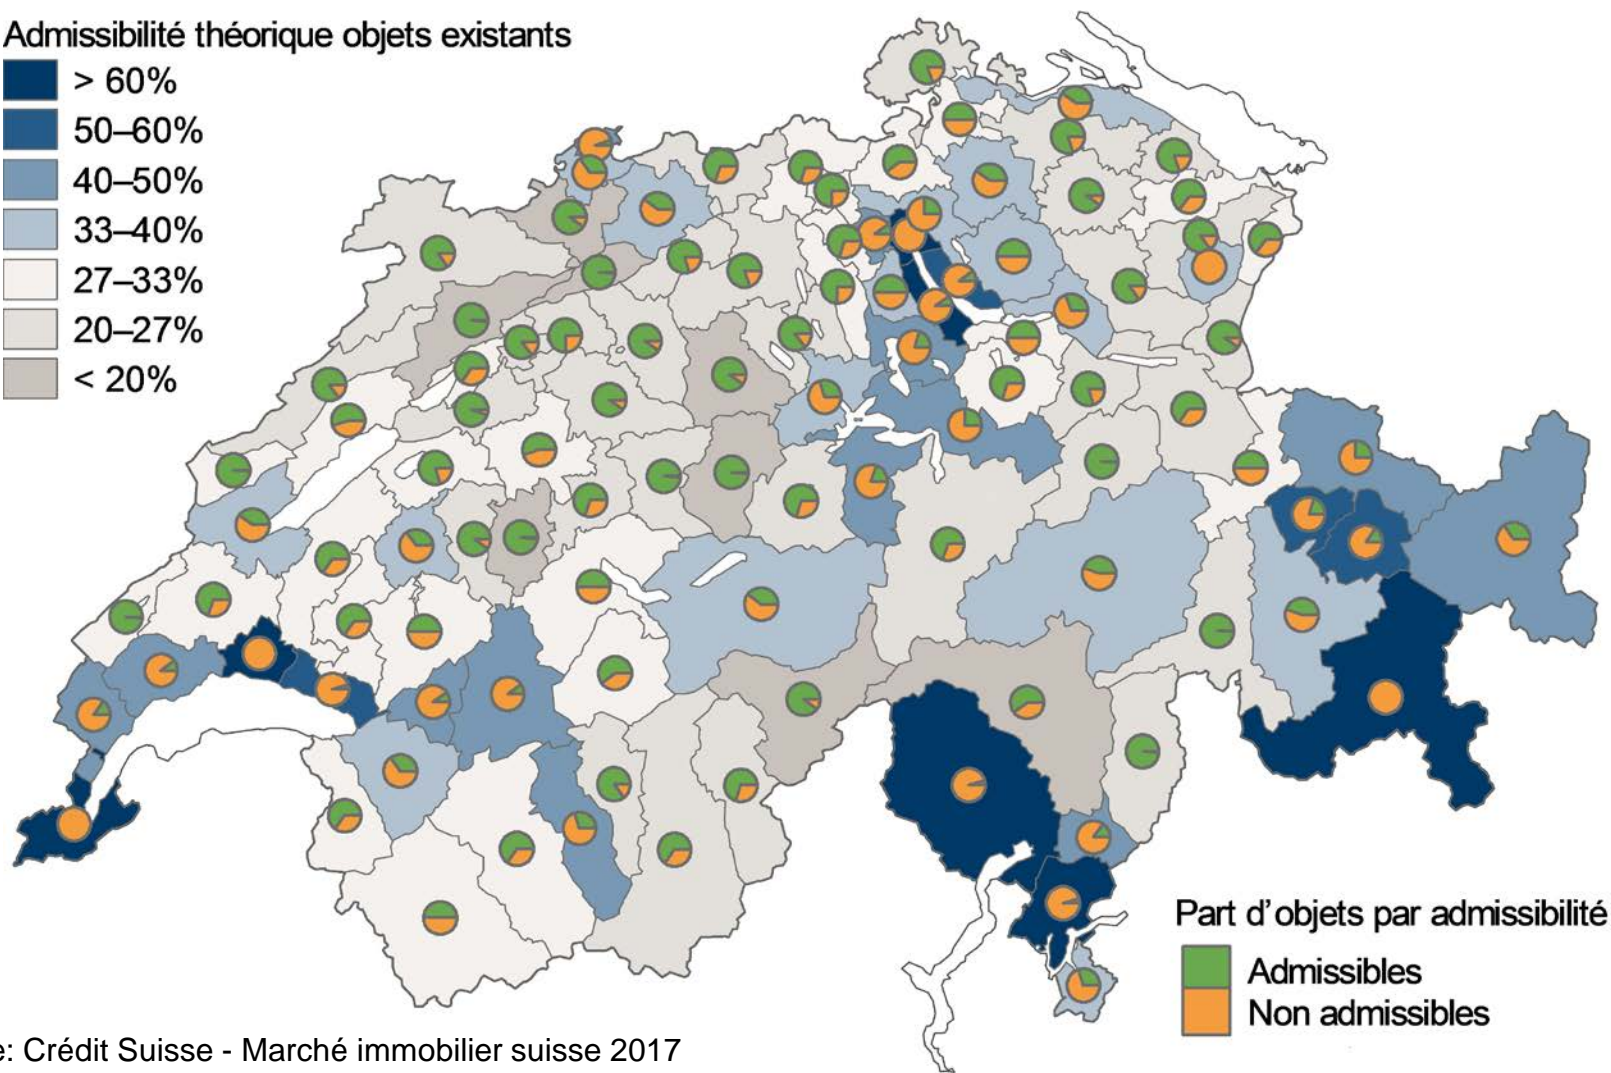 Admissibilité théorique objets existants
> 60%
50–60%
40–50%
33–40%
27–33%
20–27%
< 20%
Part d'objets par admissibilité
Admissibles
Non admissibles
e: Crédit Suisse - Marché immobilier suisse 2017